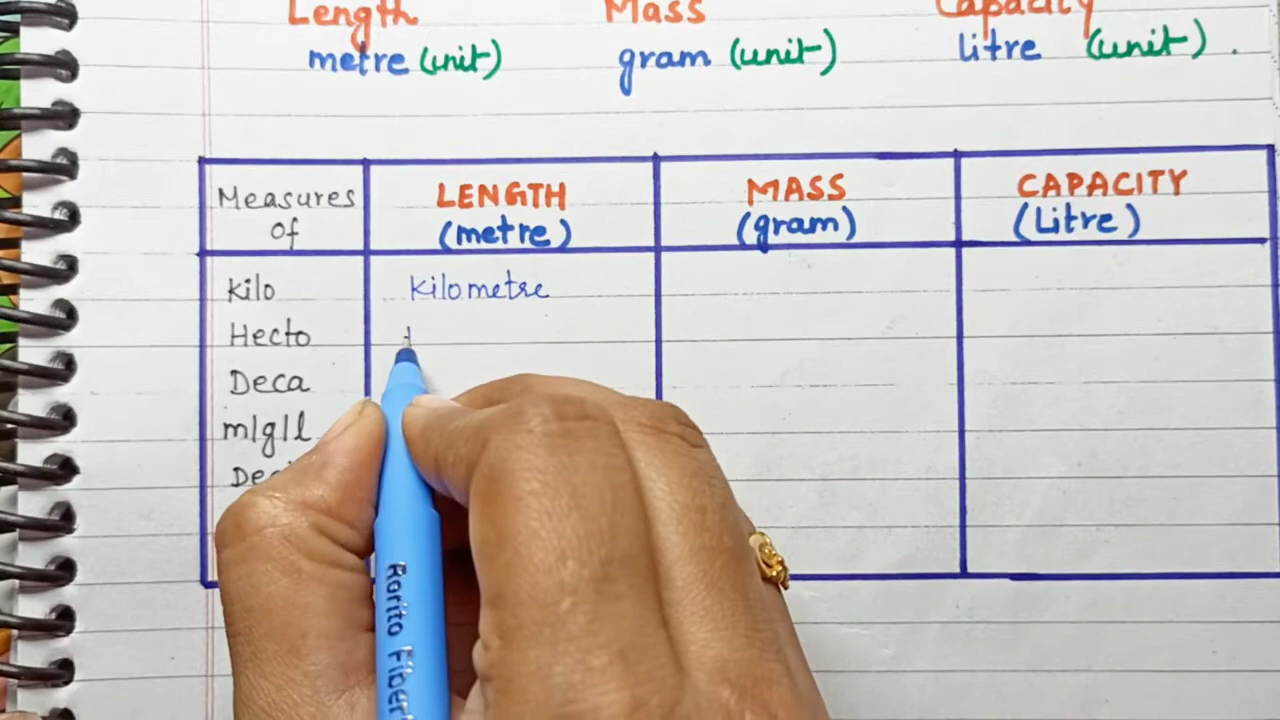 Length Mass Capacity
metre (unit) gram (unit) litre (unit).
Measures of LENGTH (metre) MASS (gram) CAPACITY (Litre)
Kilo Kilometre
Hecto
Deca
m/g/l
Rorito